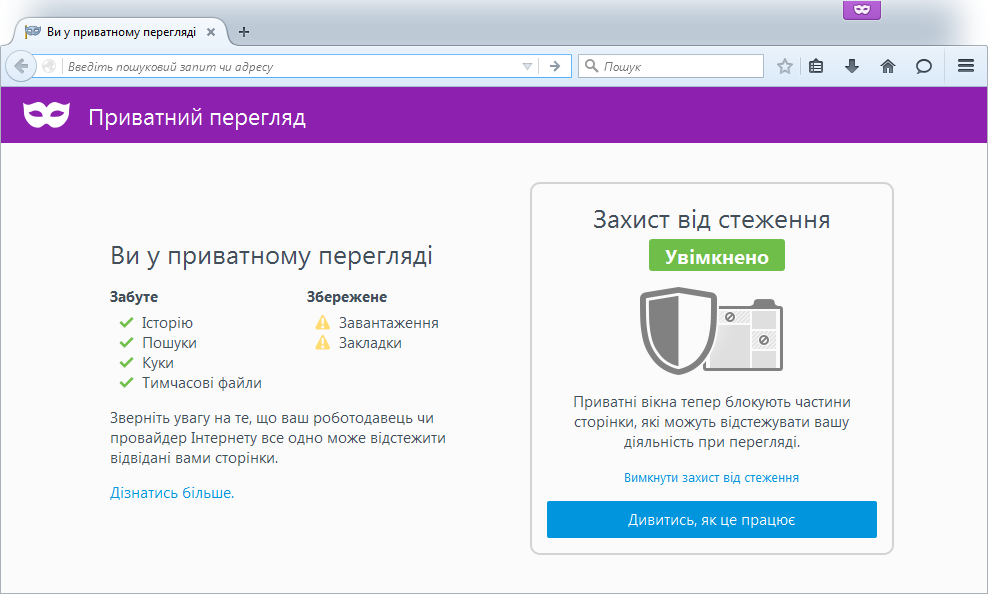 Ви у приватному перегляді
Введіть пошуковий запит чи адресу
Пошук
Приватний перегляд
Ви у приватному перегляді
Забуте
Історію
Пошуки
Куки
Тимчасові файли
Збережене
Завантаження
Закладки
Зверніть увагу на те, що ваш роботодавець чи
провайдер Інтернету все одно може відстежити
відвідані вами сторінки.
Дізнатись більше.
Захист від стеження
Увімкнено
Приватні вікна тепер блокують частини
сторінки, які можуть відстежувати вашу
діяльність при перегляді.
Вимкнути захист від стеження
Дивитись, як це працює